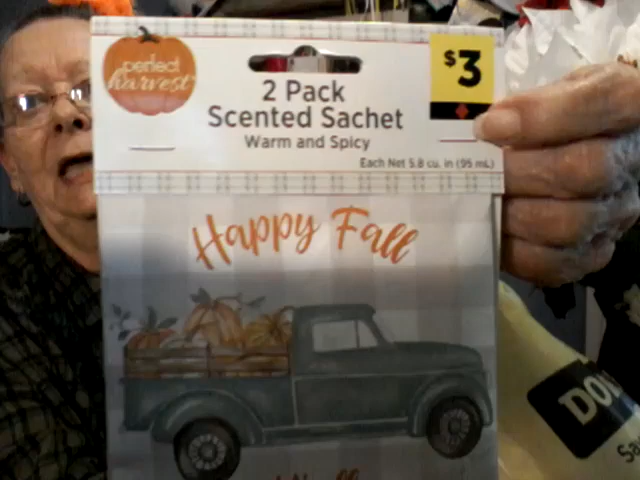 perfect
harvest
$3
2 Pack
Scented Sachet
Warm and Spicy
Each Net 5.8 cu. in (95 mL)
Happy Fall